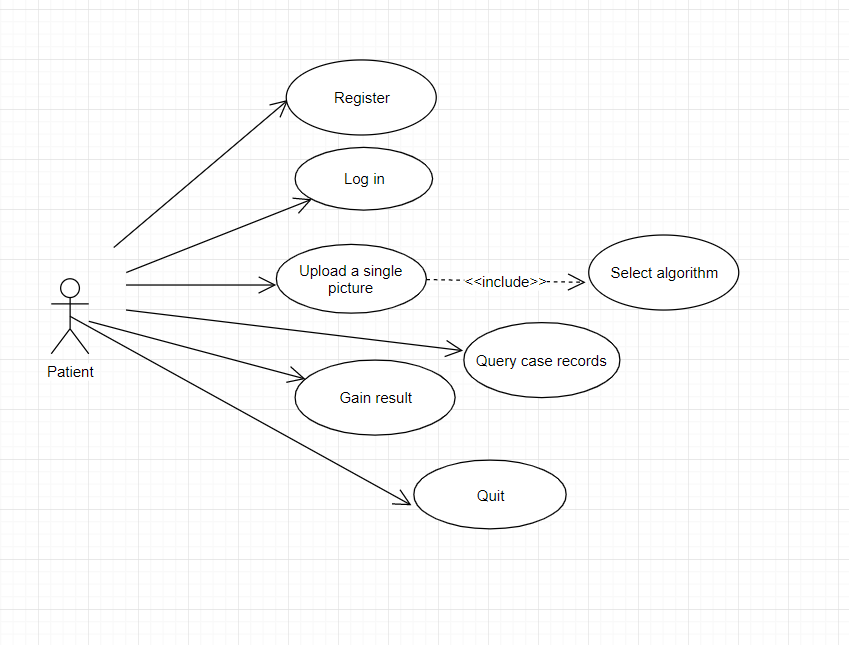 Register
Log in
Upload a single
picture
<<include>>
Select algorithm
Query case records
Patient
Gain result
Quit